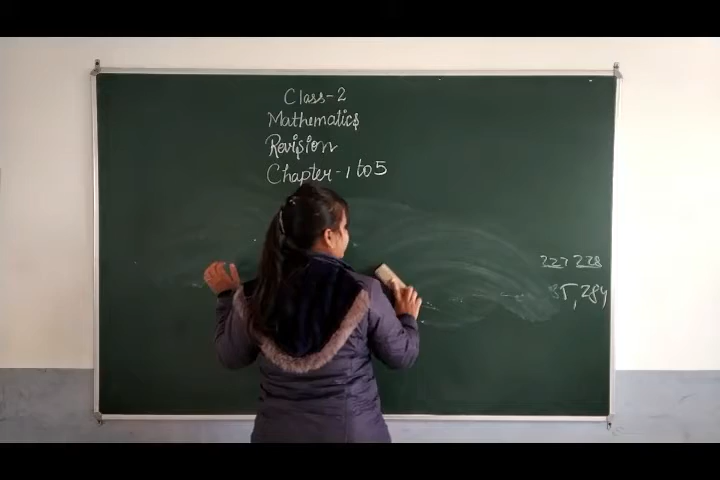 Class-2
Mathematics
Revision
Chapter-1 to 5
227 228
85, 284